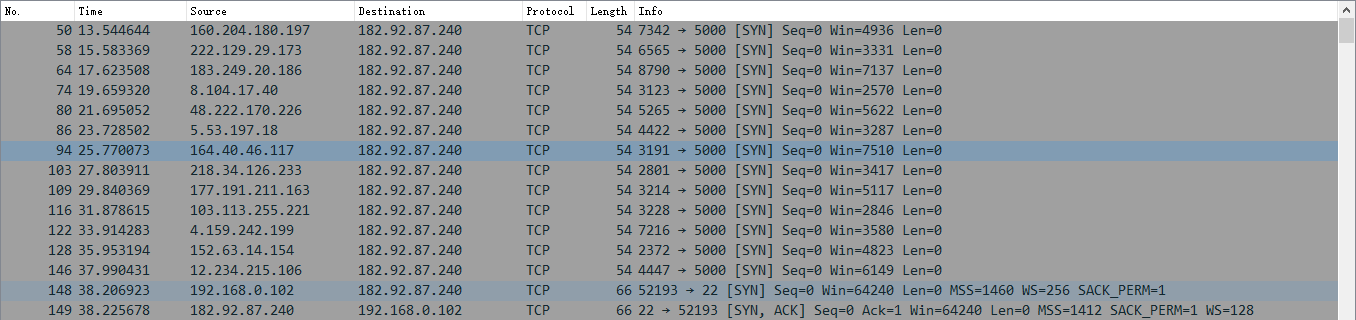 No. Time Source Destination Protocol Length Info
50 13.544644 160.204.180.197 182.92.87.240 TCP 54 7342 → 5000 [SYN] Seq=0 Win=4936 Len=0
58 15.583369 222.129.29.173 182.92.87.240 TCP 54 6565 → 5000 [SYN] Seq=0 Win=3331 Len=0
64 17.623508 183.249.20.186 182.92.87.240 TCP 54 8790 → 5000 [SYN] Seq=0 Win=7137 Len=0
74 19.659320 8.104.17.40 182.92.87.240 TCP 54 3123 → 5000 [SYN] Seq=0 Win=2570 Len=0
80 21.695052 48.222.170.226 182.92.87.240 TCP 54 5265 → 5000 [SYN] Seq=0 Win=5622 Len=0
86 23.728502 5.53.197.18 182.92.87.240 TCP 54 4422 → 5000 [SYN] Seq=0 Win=3287 Len=0
94 25.770073 164.40.46.117 182.92.87.240 TCP 54 3191 → 5000 [SYN] Seq=0 Win=7510 Len=0
103 27.803911 218.34.126.233 182.92.87.240 TCP 54 2801 → 5000 [SYN] Seq=0 Win=3417 Len=0
109 29.840369 177.191.211.163 182.92.87.240 TCP 54 3214 → 5000 [SYN] Seq=0 Win=5117 Len=0
116 31.878615 103.113.255.221 182.92.87.240 TCP 54 3228 → 5000 [SYN] Seq=0 Win=2846 Len=0
122 33.914283 4.159.242.199 182.92.87.240 TCP 54 7216 → 5000 [SYN] Seq=0 Win=3580 Len=0
128 35.953194 152.63.14.154 182.92.87.240 TCP 54 2372 → 5000 [SYN] Seq=0 Win=4823 Len=0
146 37.990431 12.234.215.106 182.92.87.240 TCP 54 4447 → 5000 [SYN] Seq=0 Win=6149 Len=0
148 38.206923 192.168.0.102 182.92.87.240 TCP 66 52193 → 22 [SYN] Seq=0 Win=64240 Len=0 MSS=1460 WS=256 SACK_PERM=1
149 38.225678 182.92.87.240 192.168.0.102 TCP 66 22 → 52193 [SYN, ACK] Seq=0 Ack=1 Win=64240 Len=0 MSS=1412 SACK_PERM=1 WS=128